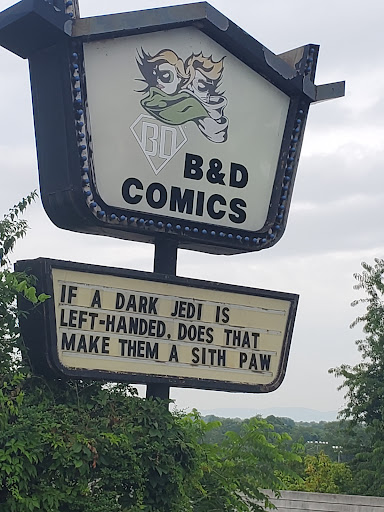 BD
B&D
COMICS
IF A DARK JEDI IS
LEFT-HANDED, DOES THAT
MAKE THEM A SITH PAW